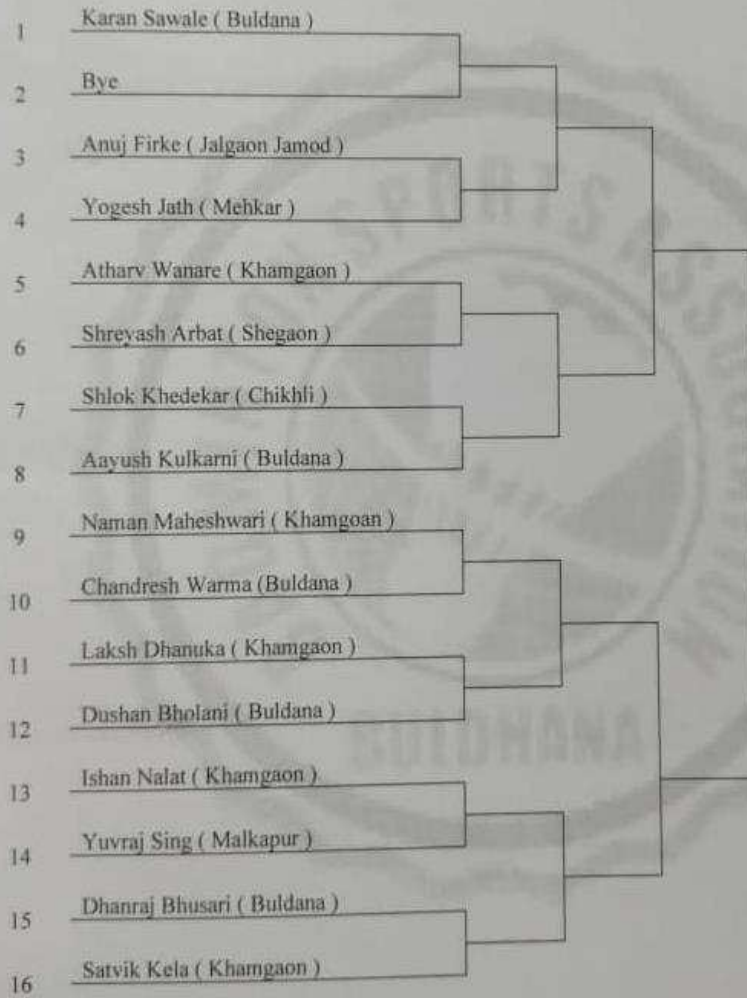 1 Karan Sawale ( Buldana )
2 Bye
3 Anuj Firke ( Jalgaon Jamod )
4 Yogesh Jath ( Mehkar )
5 Atharv Wanare ( Khamgaon )
6 Shreyash Arbat ( Shegaon )
7 Shlok Khedekar ( Chikhli )
8 Aayush Kulkarni ( Buldana )
9 Naman Maheshwari ( Khamgoan )
10 Chandresh Warma (Buldana )
11 Laksh Dhanuka ( Khamgaon )
12 Dushan Bholani ( Buldana )
13 Ishan Nalat ( Khamgaon )
14 Yuvraj Sing ( Malkapur )
15 Dhanraj Bhusari ( Buldana )
16 Satvik Kela ( Khamgaon )